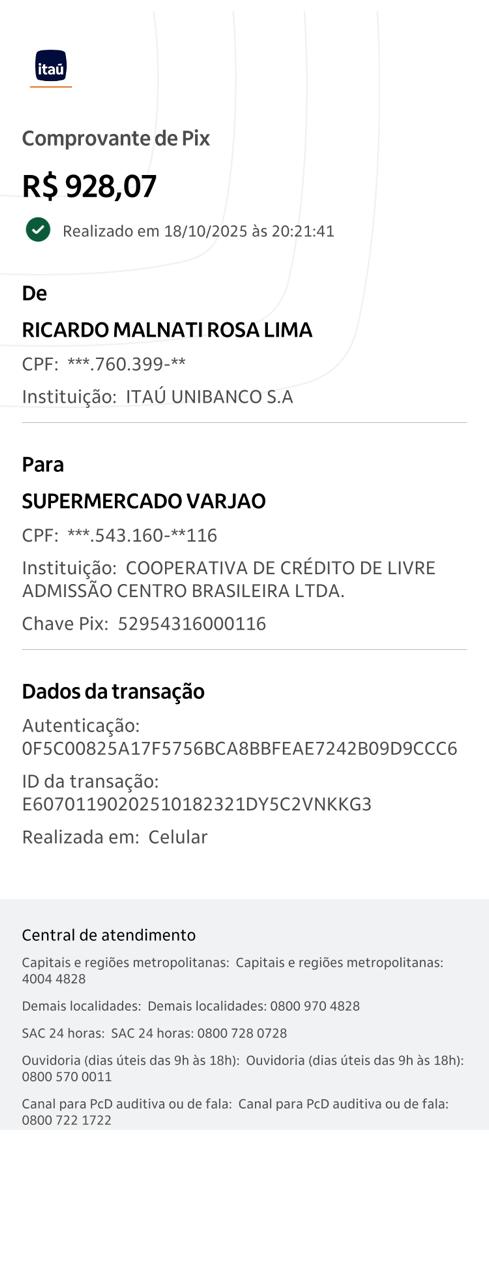 itaú
Comprovante de Pix
R$ 928,07
Realizado em 18/10/2025 às 20:21:41
De
RICARDO MALNATI ROSA LIMA
CPF: ***.760.399-**
Instituição: ITAÚ UNIBANCO S.A
Para
SUPERMERCADO VARJAO
CPF: ***.543.160-**116
Instituição: COOPERATIVA DE CRÉDITO DE LIVRE
ADMISSÃO CENTRO BRASILEIRA LTDA.
Chave Pix: 52954316000116
Dados da transação
Autenticação:
0F5C00825A17F5756BCA8BBFEAE7242B09D9CCC6
ID da transação:
E60701190202510182321DY5C2VNKKG3
Realizada em: Celular
Central de atendimento
Capitais e regiões metropolitanas: Capitais e regiões metropolitanas:
4004 4828
Demais localidades: Demais localidades: 0800 970 4828
SAC 24 horas: SAC 24 horas: 0800 728 0728
Ouvidoria (dias úteis das 9h às 18h): Ouvidoria (dias úteis das 9h às 18h):
0800 570 0011
Canal para PcD auditiva ou de fala: Canal para PcD auditiva ou de fala:
0800 722 1722